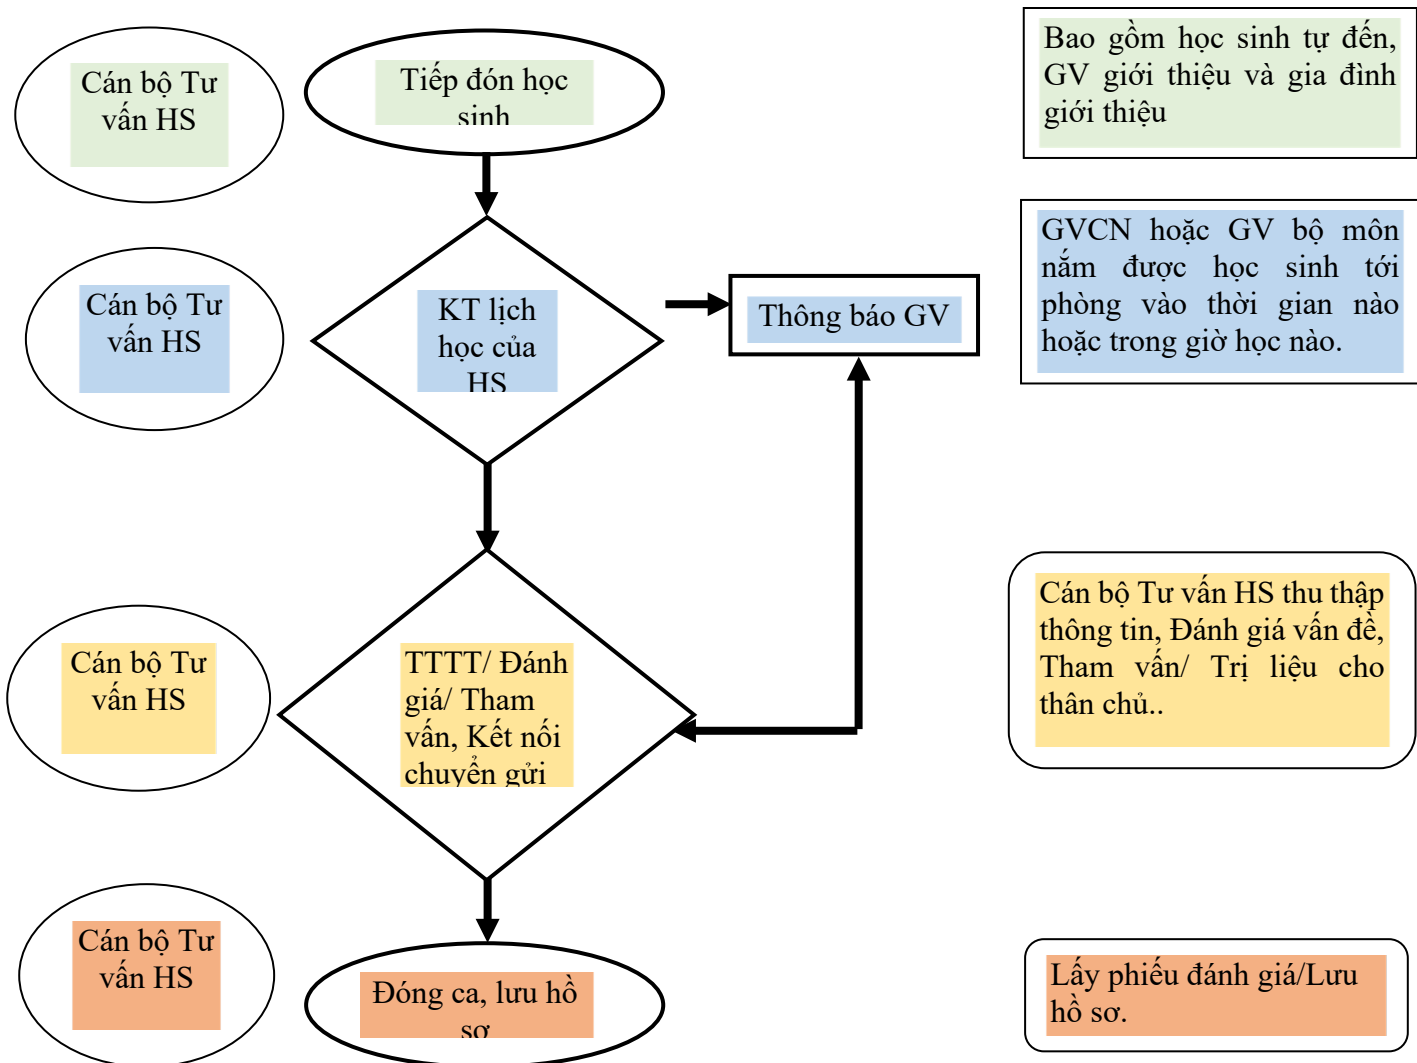 Cán bộ Tư
vấn HS
Tiếp đón học
sinh
Bao gồm học sinh tự đến,
GV giới thiệu và gia đình
giới thiệu
Cán bộ Tư
vấn HS
KT lịch
học của
HS
Thông báo GV
GVCN hoặc GV bộ môn
nắm được học sinh tới
phòng vào thời gian nào
hoặc trong giờ học nào.
Cán bộ Tư
vấn HS
TTTT/ Đánh
giá/ Tham
vấn, Kết nối
chuyển gửi
Cán bộ Tư vấn HS thu thập
thông tin, Đánh giá vấn đề,
Tham vấn/ Trị liệu cho
thân chủ..
Cán bộ Tư
vấn HS
Đóng ca, lưu hồ
sơ
Lấy phiếu đánh giá/Lưu
hồ sơ.